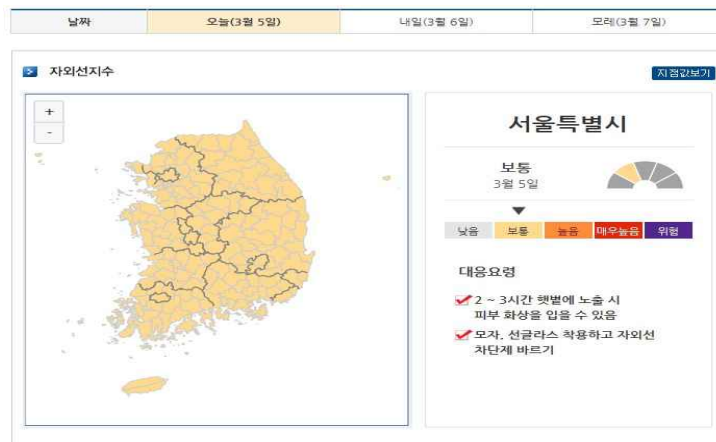 날짜 오늘(3월 5일) 내일(3월 6일) 모레(3월 7일)
자외선지수 지점값보기
+
-
서울특별시
보통
3월 5일
낮음 보통 높음 매우높음 위험
대응요령
2 ~ 3시간 햇볕에 노출 시
피부 화상을 입을 수 있음
모자, 선글라스 착용하고 자외선
차단제 바르기